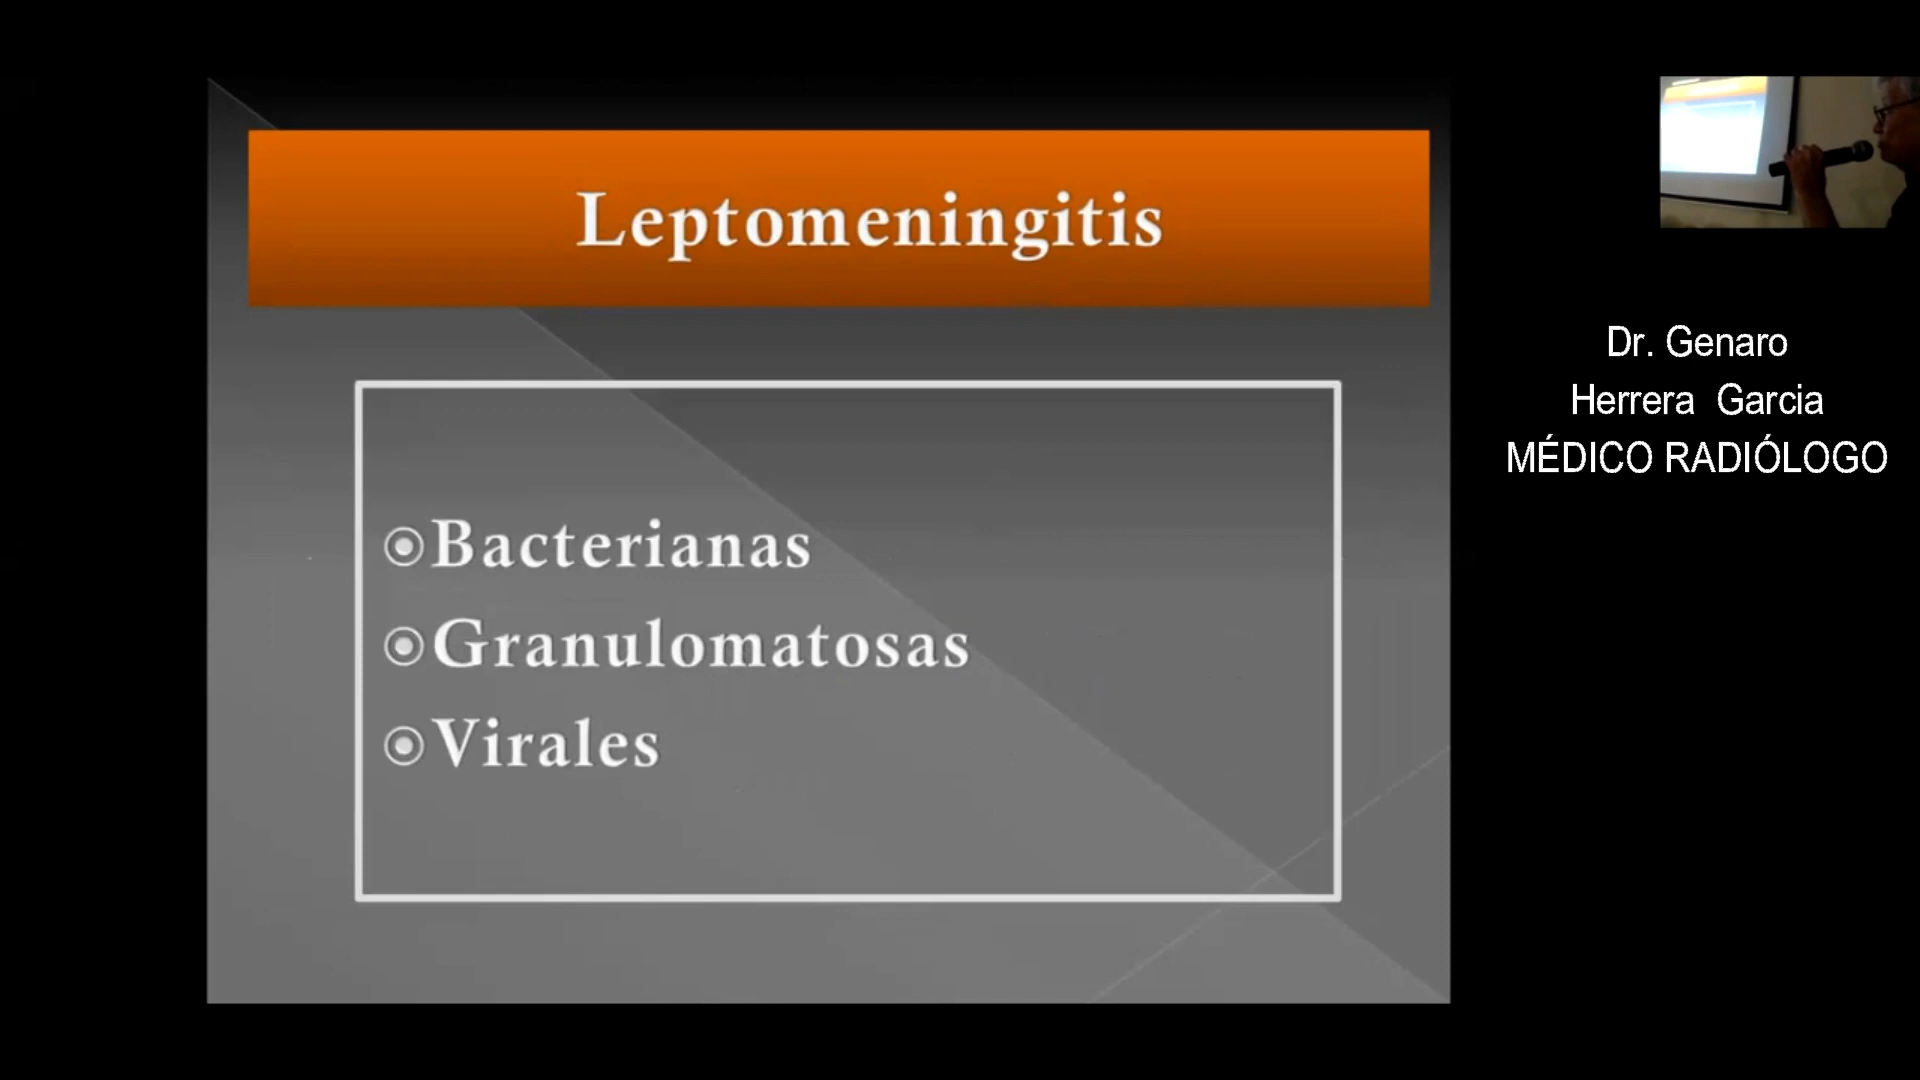 Leptomeningitis
Bacterianas
Granulomatosas
Virales
Dr. Genaro
Herrera Garcia
MÉDICO RADIÓLOGO